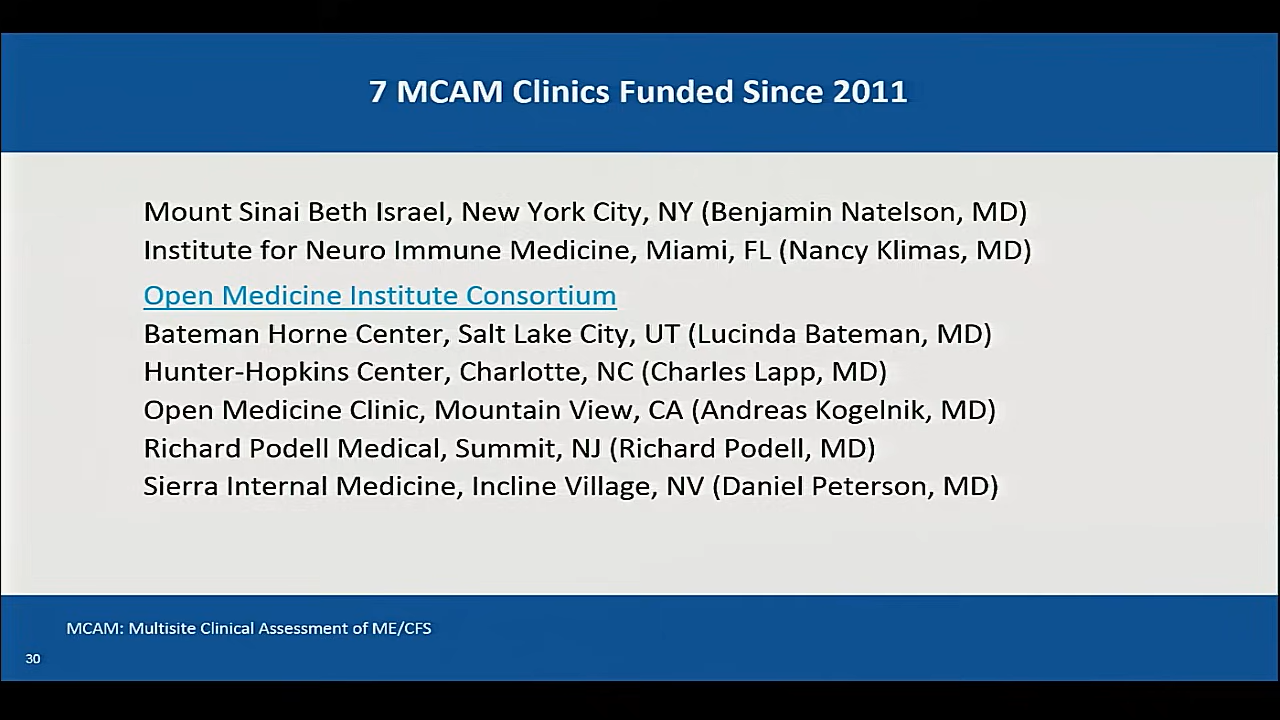 7 MCAM Clinics Funded Since 2011
Mount Sinai Beth Israel, New York City, NY (Benjamin Natelson, MD)
Institute for Neuro Immune Medicine, Miami, FL (Nancy Klimas, MD)
Open Medicine Institute Consortium
Bateman Horne Center, Salt Lake City, UT (Lucinda Bateman, MD)
Hunter-Hopkins Center, Charlotte, NC (Charles Lapp, MD)
Open Medicine Clinic, Mountain View, CA (Andreas Kogelnik, MD)
Richard Podell Medical, Summit, NJ (Richard Podell, MD)
Sierra Internal Medicine, Incline Village, NV (Daniel Peterson, MD)
MCAM: Multisite Clinical Assessment of ME/CFS
30